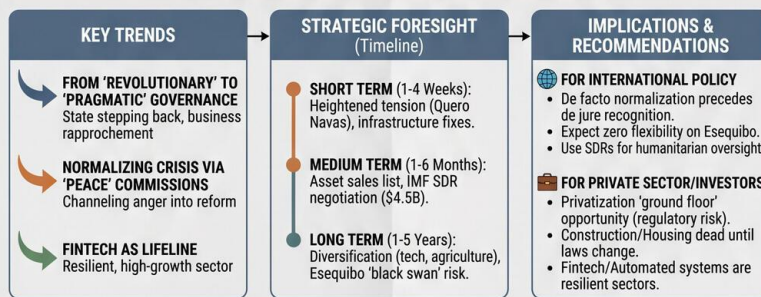 KEY TRENDS
FROM 'REVOLUTIONARY' TO
'PRAGMATIC' GOVERNANCE
State stepping back, business
rapprochement
NORMALIZING CRISIS VIA
'PEACE' COMMISSIONS
Channeling anger into reform
FINTECH AS LIFELINE
Resilient, high-growth sector
STRATEGIC FORESIGHT
(Timeline)
SHORT TERM (1-4 Weeks):
Heightened tension (Quero
Navas), infrastructure fixes.
MEDIUM TERM (1-6 Months):
Asset sales list, IMF SDR
negotiation ($4.5B).
LONG TERM (1-5 Years):
Diversification (tech, agriculture),
Esequibo 'black swan' risk.
IMPLICATIONS &
RECOMMENDATIONS
FOR INTERNATIONAL POLICY
• De facto normalization precedes
de jure recognition.
• Expect zero flexibility on Esequibo.
• Use SDRs for humanitarian oversight
FOR PRIVATE SECTOR/INVESTORS
• Privatization 'ground floor'
opportunity (regulatory risk).
• Construction/Housing dead until
laws change.
• Fintech/Automated systems are
resilient sectors.